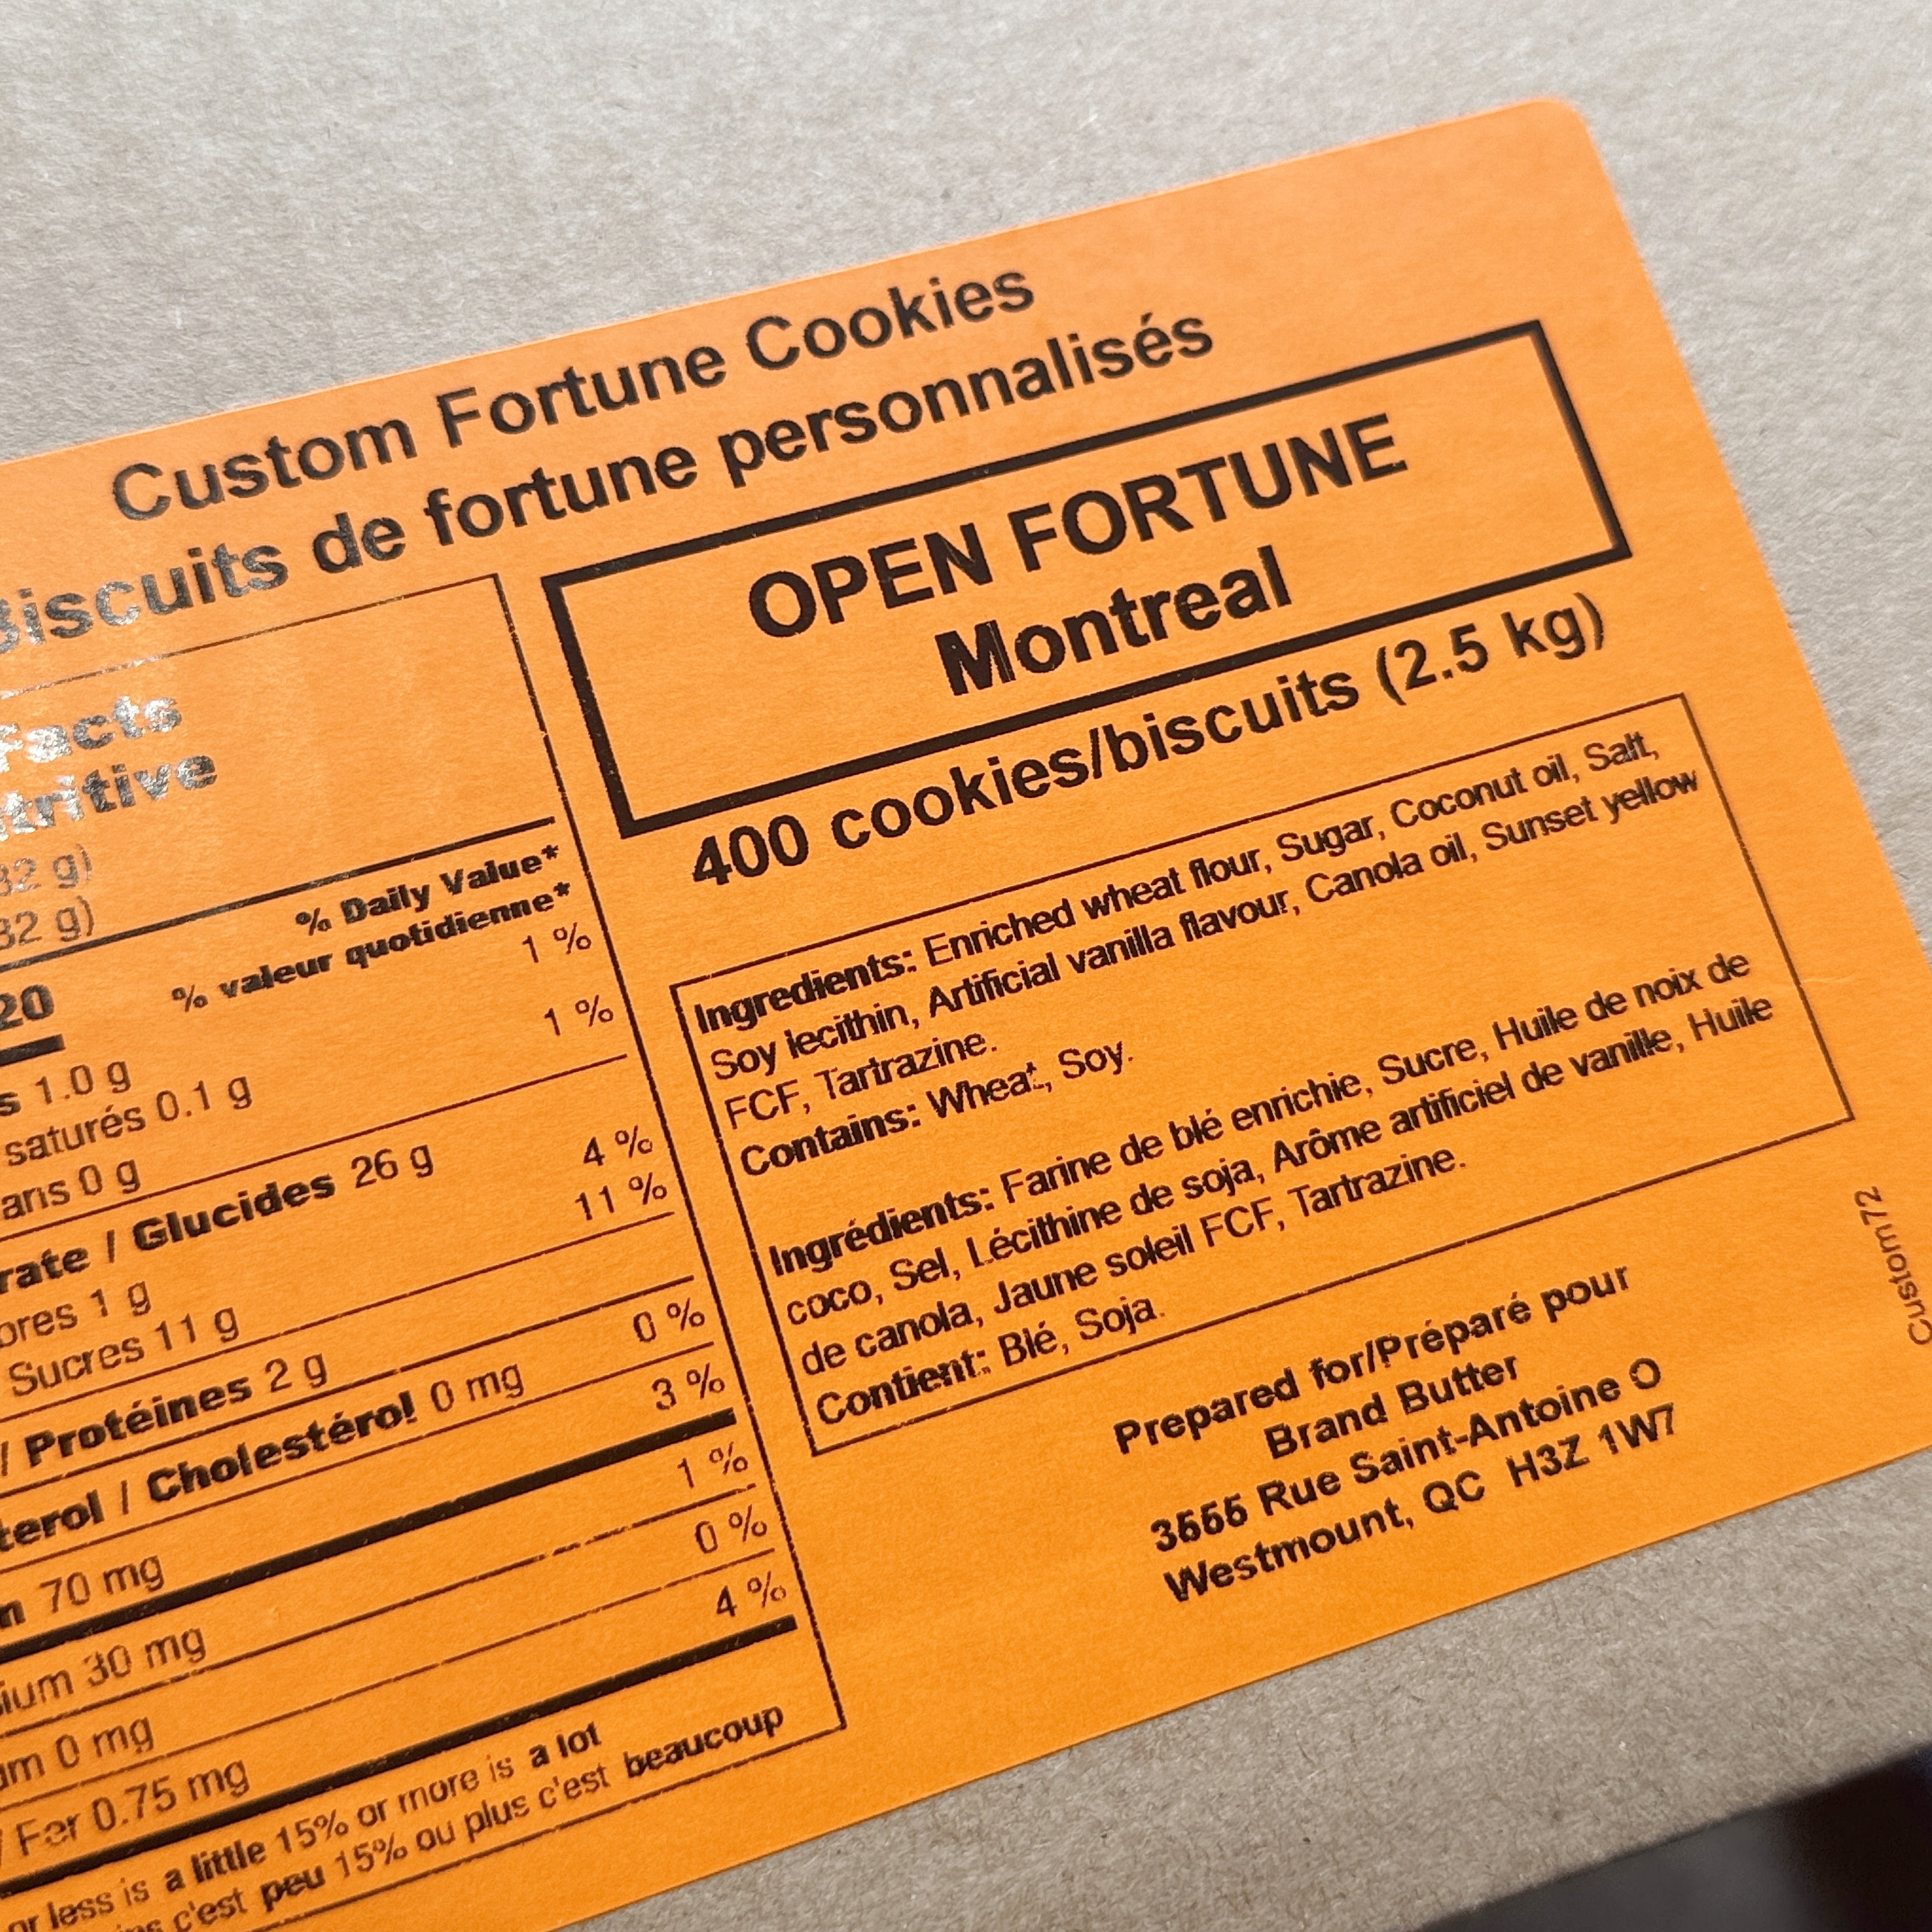 Custom Fortune Cookies
Biscuits de fortune personnalisés
Facts
tritive
32 g)
32 g)
% Daily Value*
% valeur quotidienne*
20
s 1.0 g 1 %
saturés 0.1 g 1 %
ans 0 g
rate / Glucides 26 g
bres 1 g 4 %
Sucres 11 g 11 %
/ Protéines 2 g
terol / Cholestérol 0 mg 0 %
n 70 mg 3 %
ium 30 mg 1 %
um 0 mg 0 %
/ Fer 0.75 mg 4 %
or less is a little 15% or more is a lot
ns c'est peu 15% ou plus c'est beaucoup
OPEN FORTUNE
Montreal
400 cookies/biscuits (2.5 kg)
Ingredients: Enriched wheat flour, Sugar, Coconut oil, Salt,
Soy lecithin, Artificial vanilla flavour, Canola oil, Sunset yellow
FCF, Tartrazine.
Contains: Wheat, Soy.
Ingrédients: Farine de blé enrichie, Sucre, Huile de noix de
coco, Sel, Lécithine de soja, Arôme artificiel de vanille, Huile
de canola, Jaune soleil FCF, Tartrazine.
Contient: Blé, Soja.
Prepared for/Préparé pour
Brand Butter
Rue Saint-Antoine O
Westmount, QC H3Z 1W7
Custom72